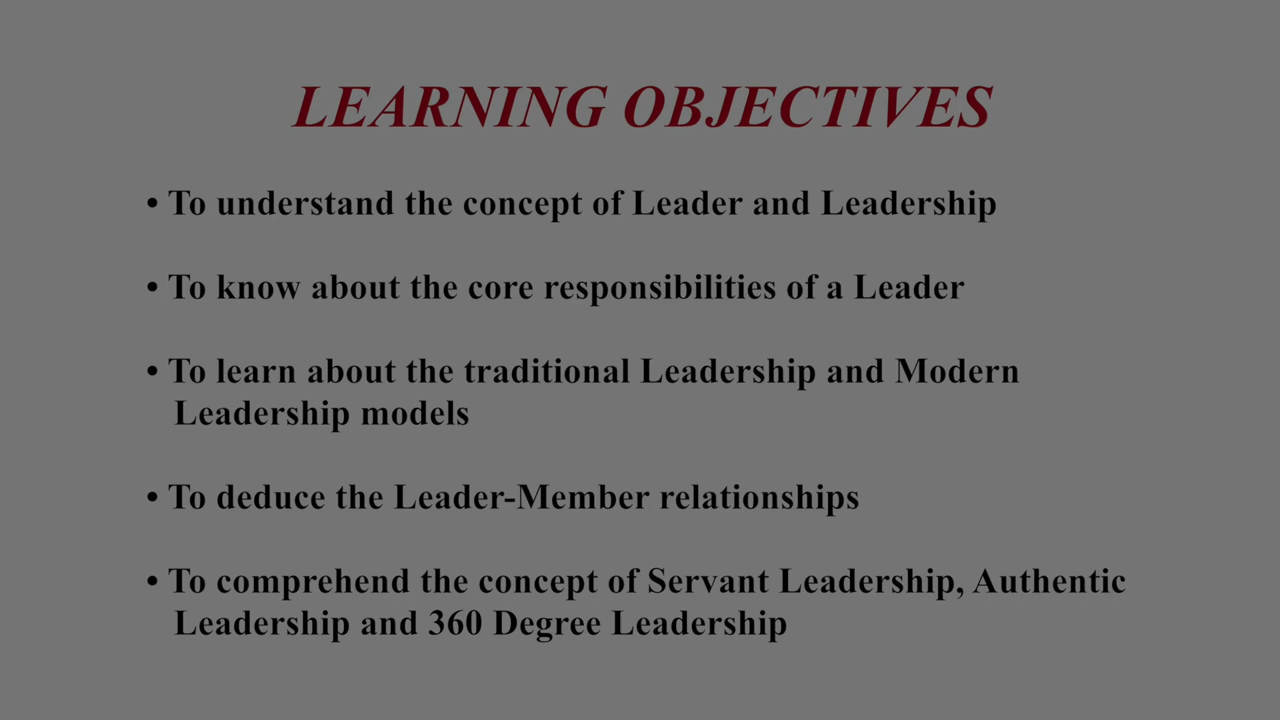 LEARNING OBJECTIVES
• To understand the concept of Leader and Leadership
• To know about the core responsibilities of a Leader
• To learn about the traditional Leadership and Modern
Leadership models
• To deduce the Leader-Member relationships
• To comprehend the concept of Servant Leadership, Authentic
Leadership and 360 Degree Leadership